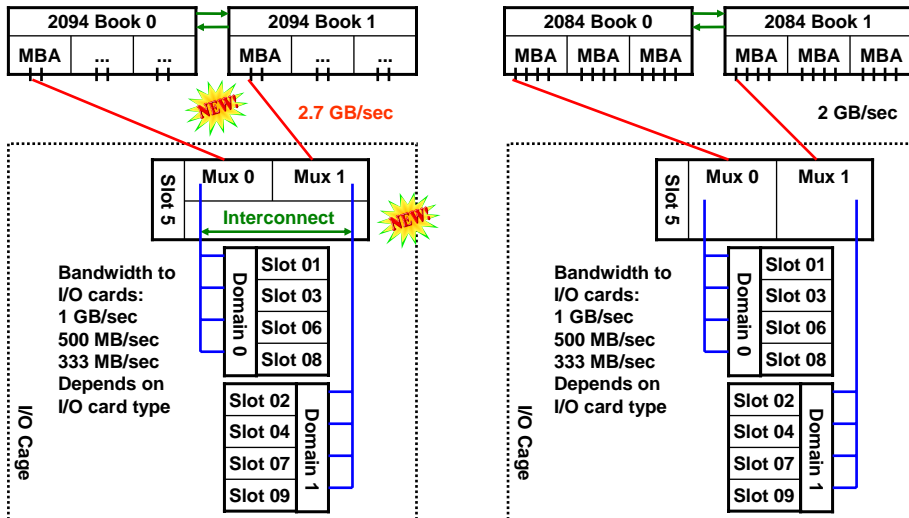 2094 Book 0
2094 Book 1
MBA
...
...
MBA
...
...
NEW!
2.7 GB/sec
Slot 5
Mux 0
Mux 1
Interconnect
NEW!
Bandwidth to
I/O cards:
1 GB/sec
500 MB/sec
333 MB/sec
Depends on
I/O card type
Domain 0
Slot 01
Slot 03
Slot 06
Slot 08
Slot 02
Slot 04
Slot 07
Slot 09
Domain 1
I/O Cage
2084 Book 0
2084 Book 1
MBA
MBA
MBA
MBA
MBA
MBA
2 GB/sec
Slot 5
Mux 0
Mux 1
Bandwidth to
I/O cards:
1 GB/sec
500 MB/sec
333 MB/sec
Depends on
I/O card type
Domain 0
Slot 01
Slot 03
Slot 06
Slot 08
Slot 02
Slot 04
Slot 07
Slot 09
Domain 1
I/O Cage